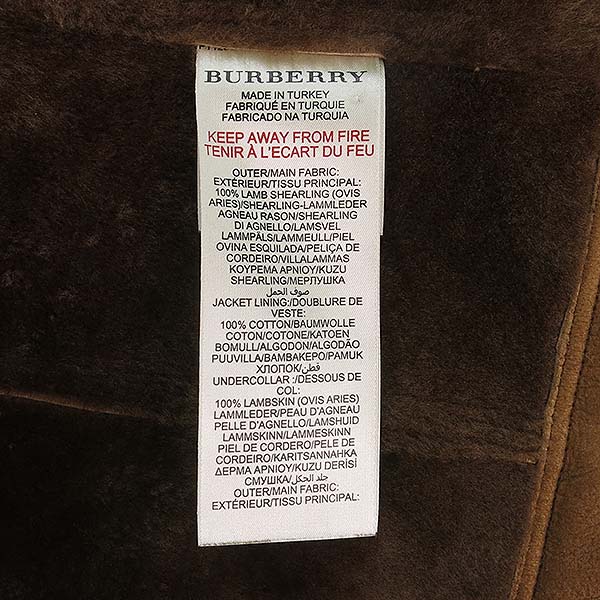 BURBERRY
MADE IN TURKEY
FABRIQUÉ EN TURQUIE
FABRICADO NA TURQUIA
KEEP AWAY FROM FIRE
TENIR À L'ECART DU FEU
OUTER/MAIN FABRIC:
EXTÉRIEUR/TISSU PRINCIPAL:
100% LAMB SHEARLING (OVIS
ARIES)/SHEARLING-LAMMLEDER
AGNEAU RASON/SHEARLING
DI AGNELLO/LAMSVEL
LAMMPÄLS/LAMMEULL/PIEL
OVINA ESQUILADA/PELIÇA DE
CORDEIRO/VILLALAMMAS
ΚΟΥΡΕΜΑ ΑΡΝΙΟΥ/KUZU
SHEARLING/МЕРЛУШКА
صوف الحمل
JACKET LINING:/DOUBLURE DE
VESTE:
100% COTTON/BAUMWOLLE
COTON/COTONE/KATOEN
BOMULL/ALGODON/ALGODÃO
PUUVILLA/ΒΑΜΒΑΚΕΡΟ/PAMUK
ХЛОПОК/قطن
UNDERCOLLAR :/DESSOUS DE
COL:
100% LAMBSKIN (OVIS ARIES)
LAMMLEDER/PEAU D'AGNEAU
PELLE D'AGNELLO/LAMSHUID
LAMMSKINN/LAMMESKINN
PIEL DE CORDERO/PELE DE
CORDEIRO/KARITSANNAHKA
ΔΕΡΜΑ ΑΡΝΙΟΥ/KUZU DERİSİ
СМУШКА/جلد الحكل
OUTER/MAIN FABRIC:
EXTÉRIEUR/TISSU PRINCIPAL: